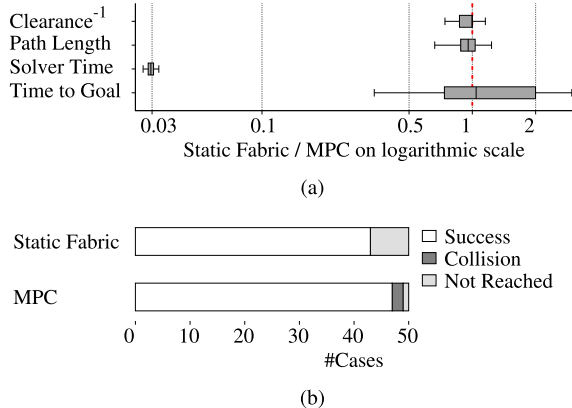 Clearance⁻¹
Path Length
Solver Time
Time to Goal
0.03 0.1 0.5 1 2
Static Fabric / MPC on logarithmic scale
(a)
Static Fabric
MPC
Success
Collision
Not Reached
0 10 20 30 40 50
#Cases
(b)